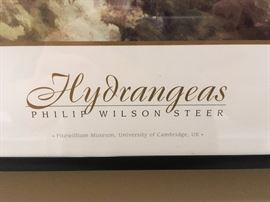 Hydrangeas
PHILIP WILSON STEER
• Fitzwilliam Museum, University of Cambridge, UK •